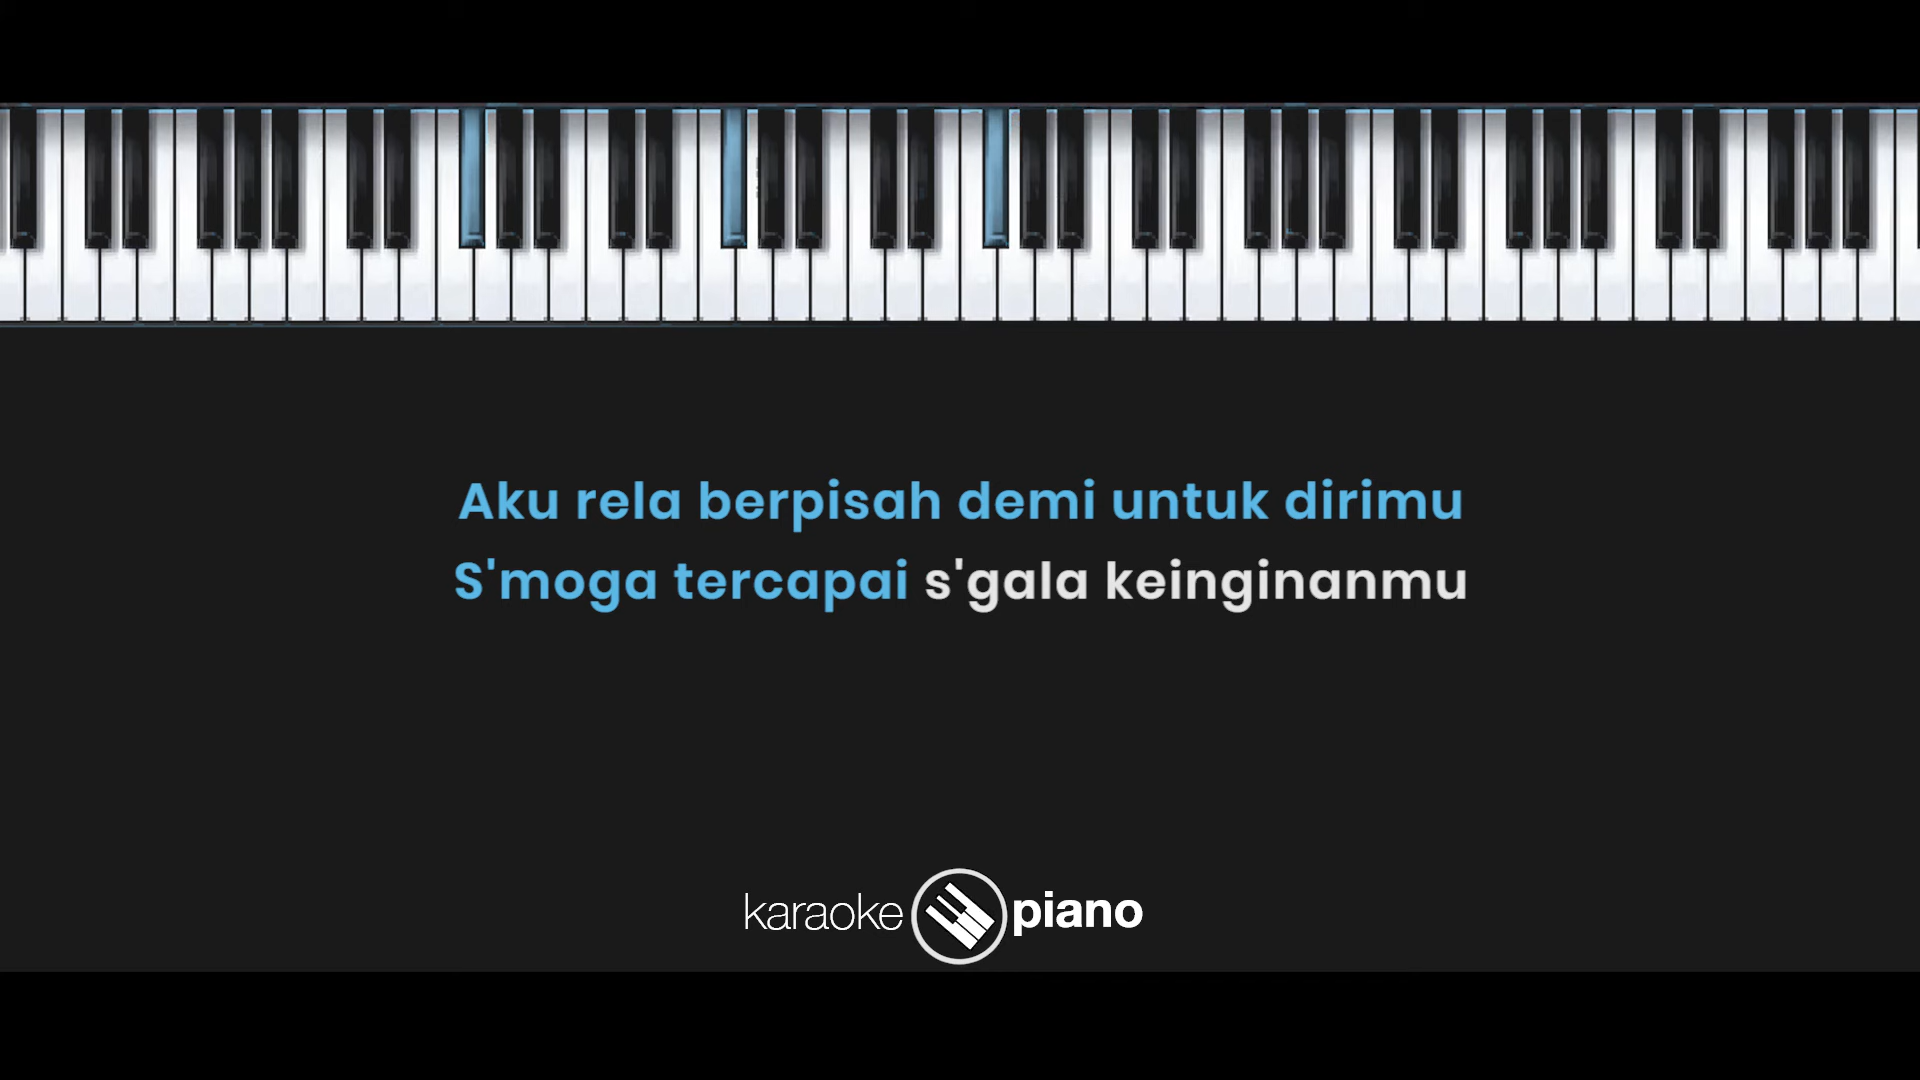 Aku rela berpisah demi untuk dirimu
S'moga tercapai s'gala keinginanmu
karaoke piano